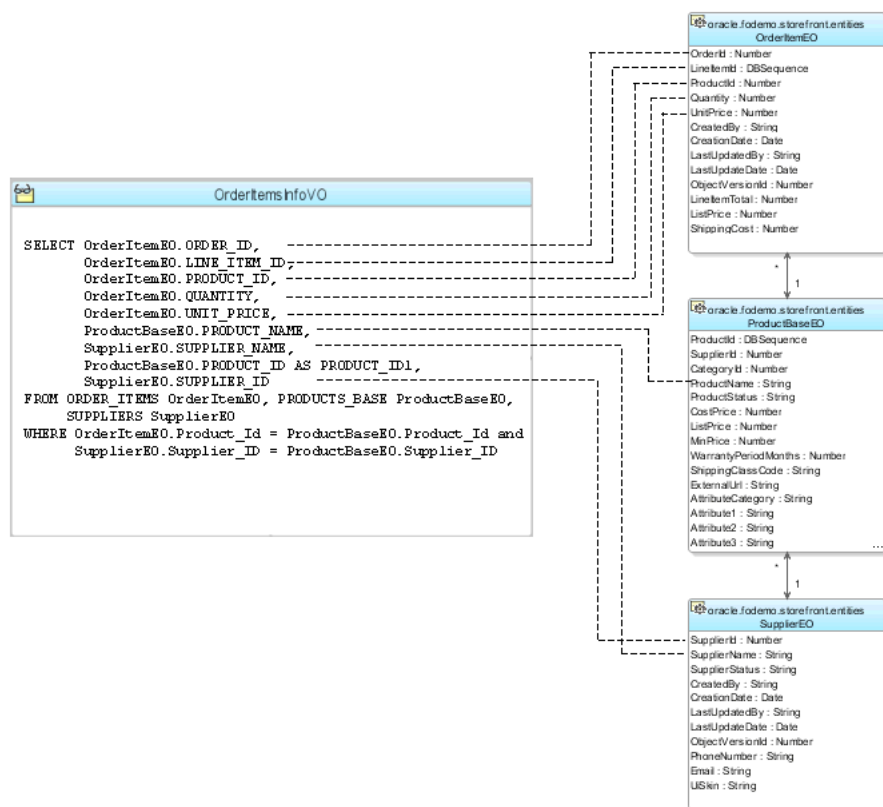 OrderItemsInfoVO
SELECT OrderItemEO.ORDER_ID,
OrderItemEO.LINE_ITEM_ID,
OrderItemEO.PRODUCT_ID,
OrderItemEO.QUANTITY,
OrderItemEO.UNIT_PRICE,
ProductBaseEO.PRODUCT_NAME,
SupplierEO.SUPPLIER_NAME,
ProductBaseEO.PRODUCT_ID AS PRODUCT_ID1,
SupplierEO.SUPPLIER_ID
FROM ORDER_ITEMS OrderItemEO, PRODUCTS_BASE ProductBaseEO,
SUPPLIERS SupplierEO
WHERE OrderItemEO.Product_Id = ProductBaseEO.Product_Id and
SupplierEO.Supplier_ID = ProductBaseEO.Supplier_ID
oracle.fodemo.storefront.entities
OrderItemEO
OrderId : Number
LineItemId : DBSequence
ProductId : Number
Quantity : Number
UnitPrice : Number
CreatedBy : String
CreationDate : Date
LastUpdatedBy : String
LastUpdateDate : Date
ObjectVersionId : Number
LineItemTotal : Number
ListPrice : Number
ShippingCost : Number
*
1
oracle.fodemo.storefront.entities
ProductBaseEO
ProductId : DBSequence
SupplierId : Number
CategoryId : Number
ProductName : String
ProductStatus : String
CostPrice : Number
ListPrice : Number
MinPrice : Number
WarrantyPeriodMonths : Number
ShippingClassCode : String
ExternalUrl : String
AttributeCategory : String
Attribute1 : String
Attribute2 : String
Attribute3 : String
...
*
1
oracle.fodemo.storefront.entities
SupplierEO
SupplierId : Number
SupplierName : String
SupplierStatus : String
CreatedBy : String
CreationDate : Date
LastUpdatedBy : String
LastUpdateDate : Date
ObjectVersionId : Number
PhoneNumber : String
Email : String
UiSkin : String